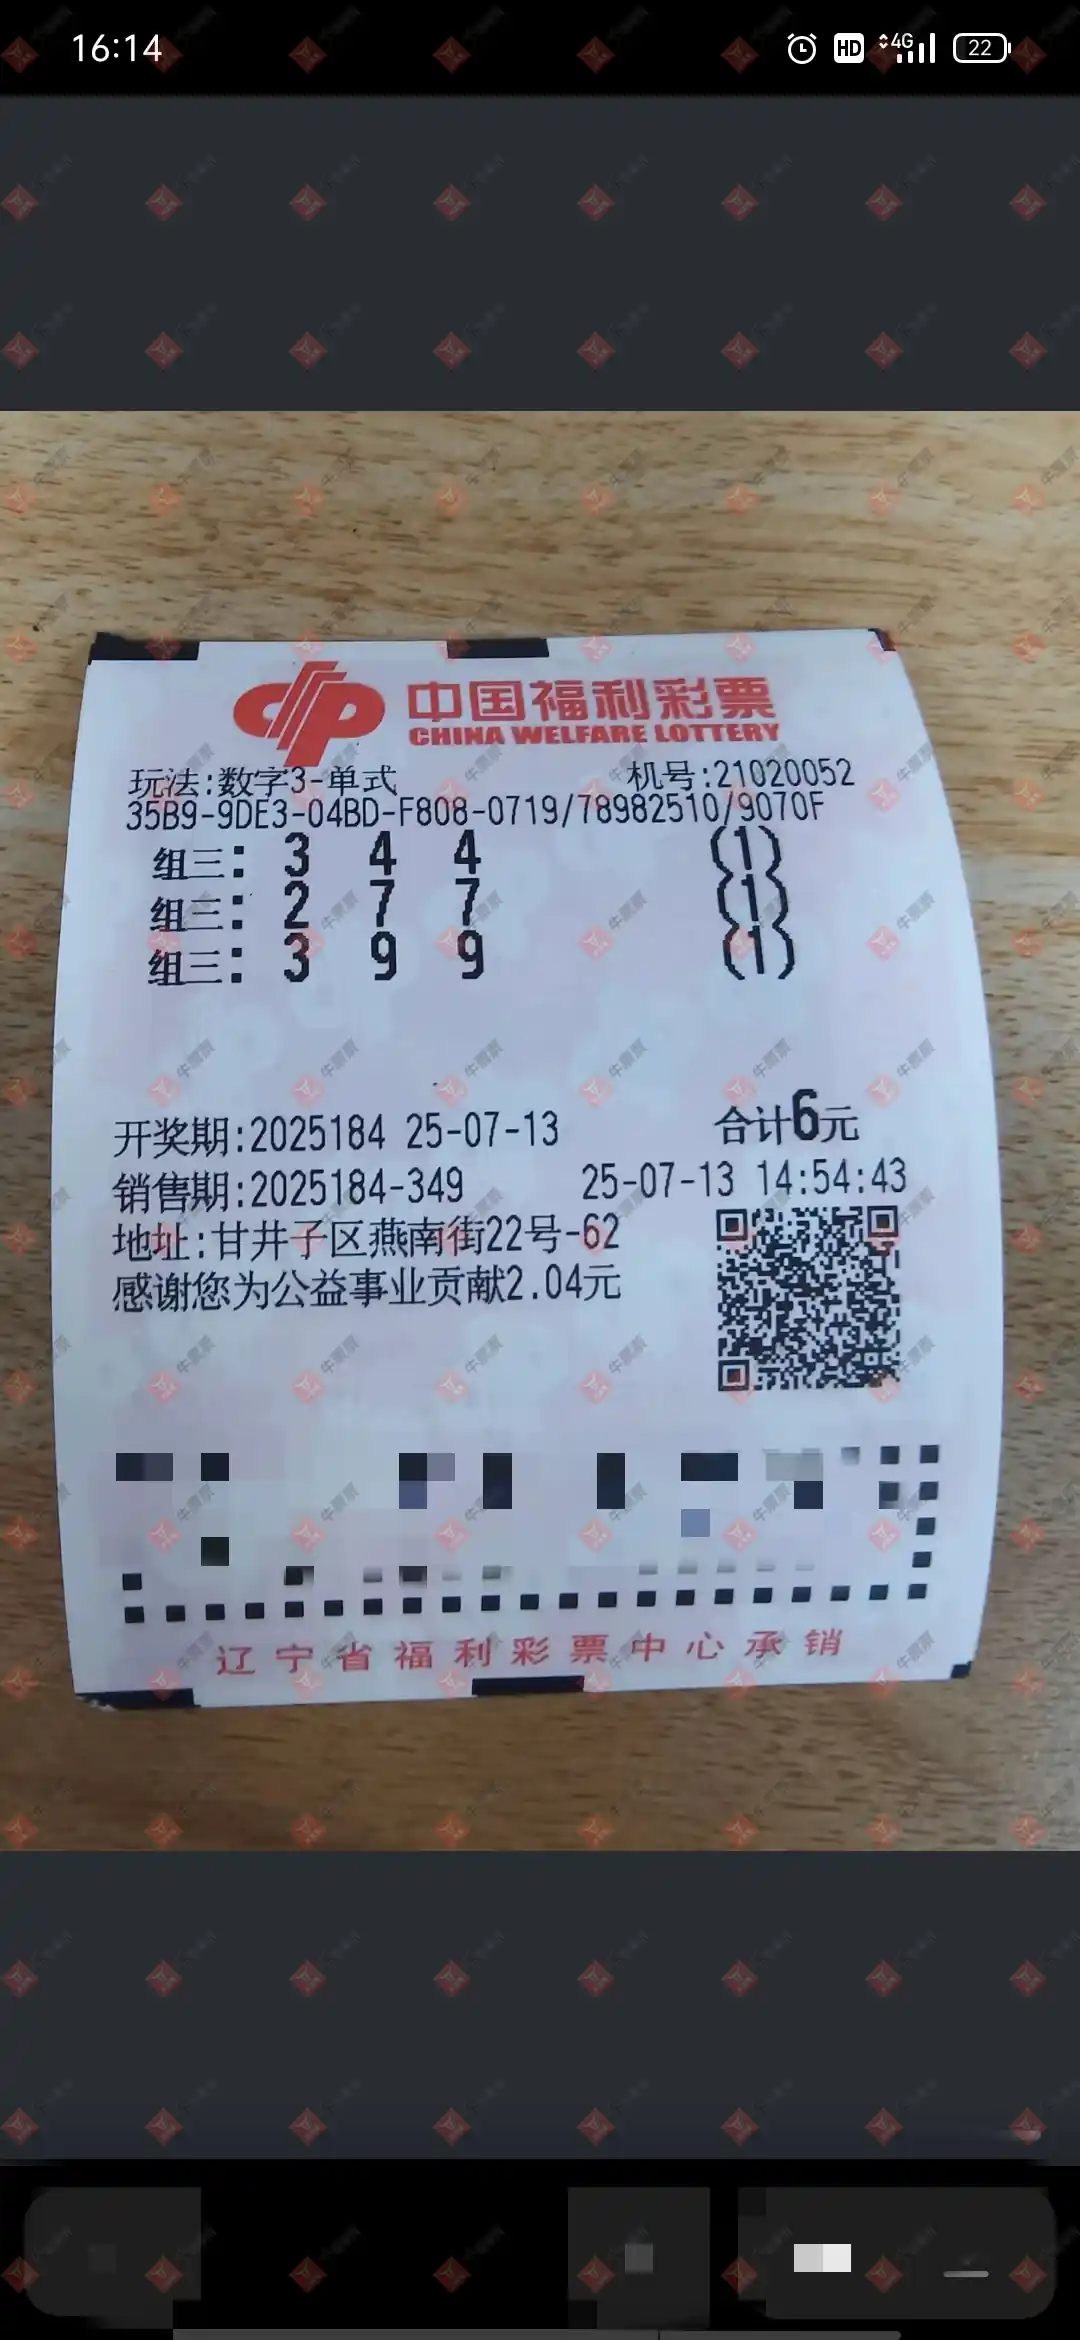 16:14
HD 4G 22
中国福利彩票
CHINA WELFARE LOTTERY
玩法:数字3-单式 机号:21020052
35B9-9DE3-04BD-F808-0719/78982510/9070F
组三: 3 4 4 (1)
组三: 2 7 7 (1)
组三: 3 9 9 (1)
开奖期:2025184 25-07-13 合计6元
销售期:2025184-349 25-07-13 14:54:43
地址:甘井子区燕南街22号-62
感谢您为公益事业贡献2.04元
辽宁省福利彩票中心承销
牛票票